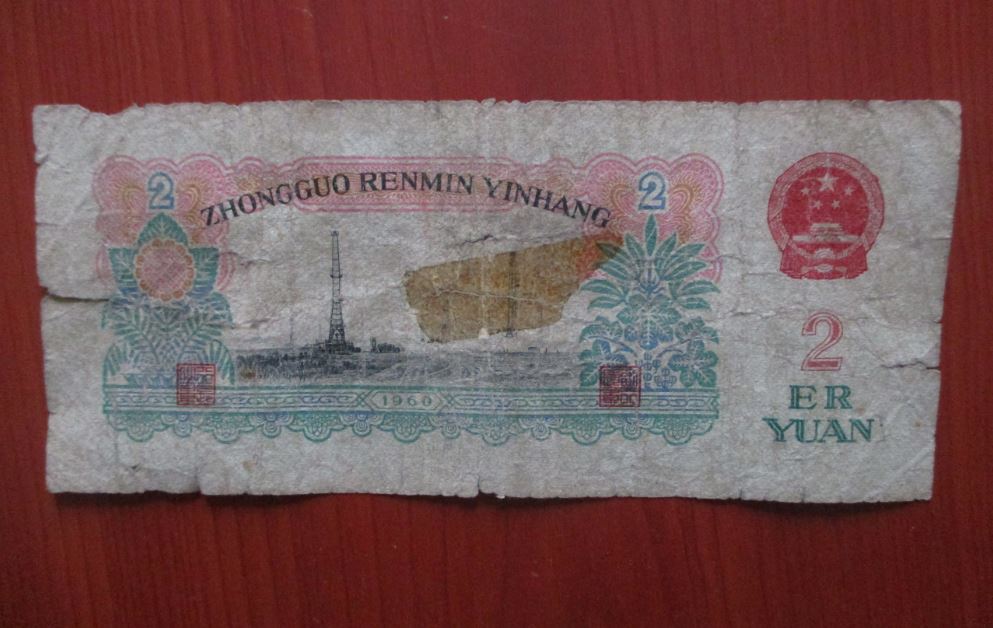 2 2
ZHONGGUO RENMIN YINHANG
2
ER
YUAN
1960